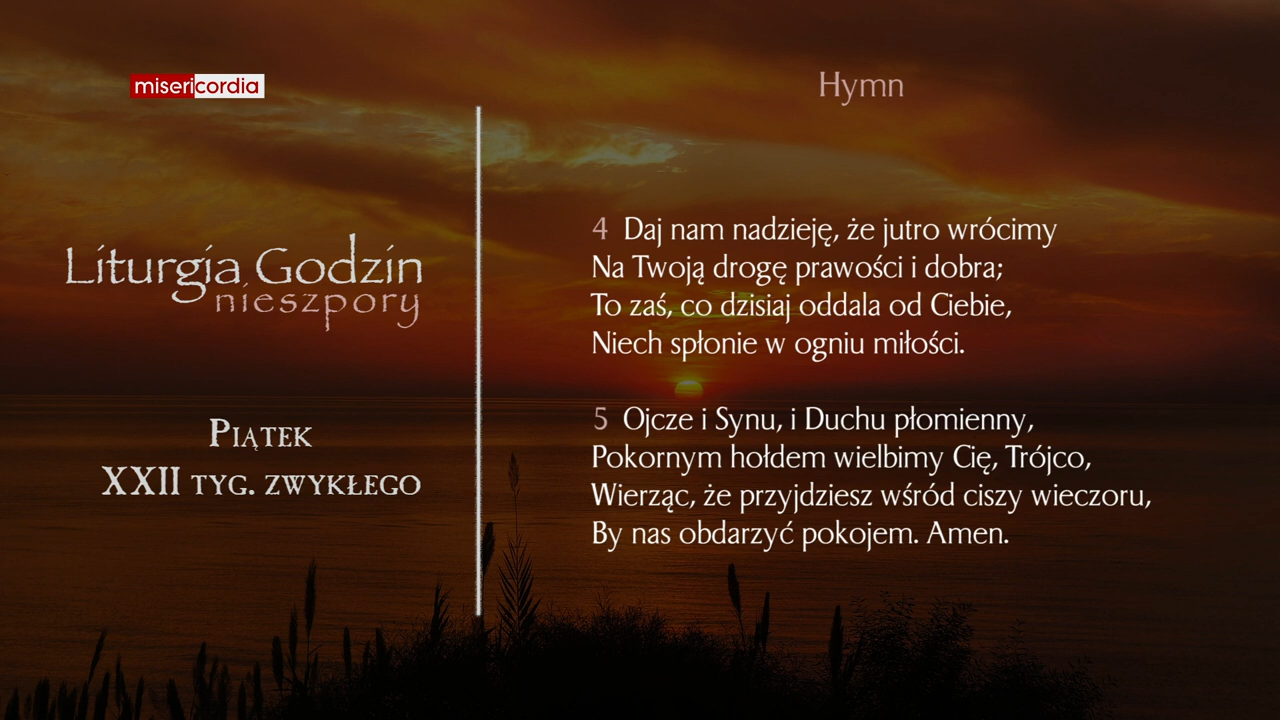 misericordia
Liturgia Godzin
nieszpory
Piątek
XXII tyg. zwykłego
Hymn
4 Daj nam nadzieję, że jutro wrócimy
Na Twoją drogę prawości i dobra;
To zaś, co dzisiaj oddala od Ciebie,
Niech spłonie w ogniu miłości.
5 Ojcze i Synu, i Duchu płomienny,
Pokornym hołdem wielbimy Cię, Trójco,
Wierząc, że przyjdziesz wśród ciszy wieczoru,
By nas obdarzyć pokojem. Amen.